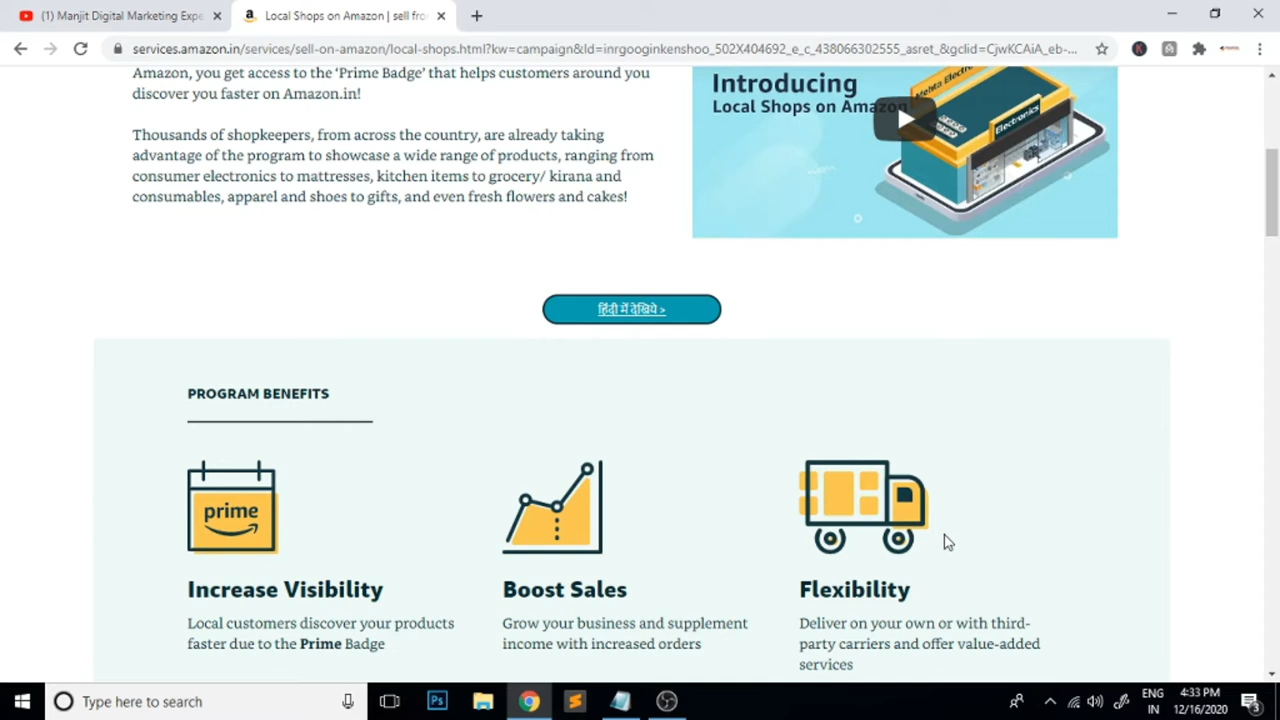 (1) Manjit Digital Marketing Expe
Local Shops on Amazon | sell fro
services.amazon.in/services/sell-on-amazon/local-shops.html?kw=campaign&ld=inrgooginkenshoo_502X404692_e_c_438066302555_asret_&gclid=CjwKCAiA_eb-...
Amazon, you get access to the ‘Prime Badge’ that helps customers around you
discover you faster on Amazon.in!
Thousands of shopkeepers, from across the country, are already taking
advantage of the program to showcase a wide range of products, ranging from
consumer electronics to mattresses, kitchen items to grocery/ kirana and
consumables, apparel and shoes to gifts, and even fresh flowers and cakes!
Introducing
Local Shops on Amazon
Mehta Electro
Electronics
हिंदी में देखिये >
PROGRAM BENEFITS
prime
Increase Visibility
Local customers discover your products
faster due to the Prime Badge
Boost Sales
Grow your business and supplement
income with increased orders
Flexibility
Deliver on your own or with third-
party carriers and offer value-added
services
Type here to search
Ps
ENG
IN
4:33 PM
12/16/2020
3